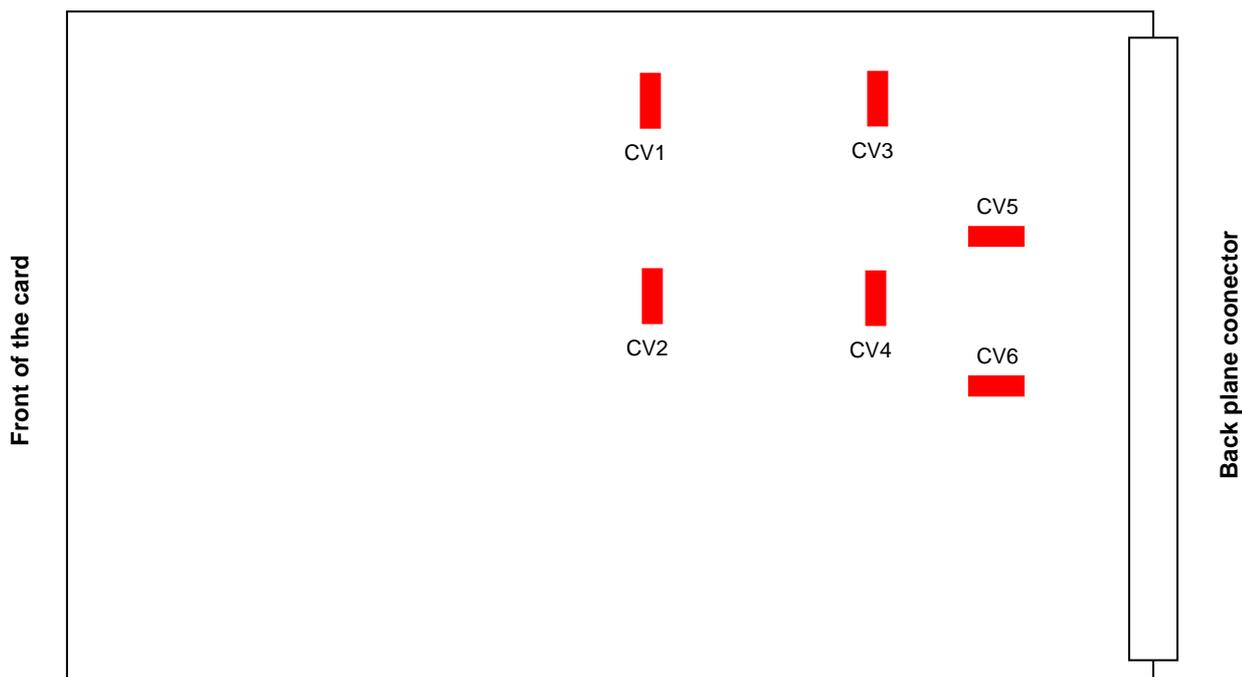 CV1
CV3
CV5
Front of the card
Back plane coonector
CV2
CV4
CV6